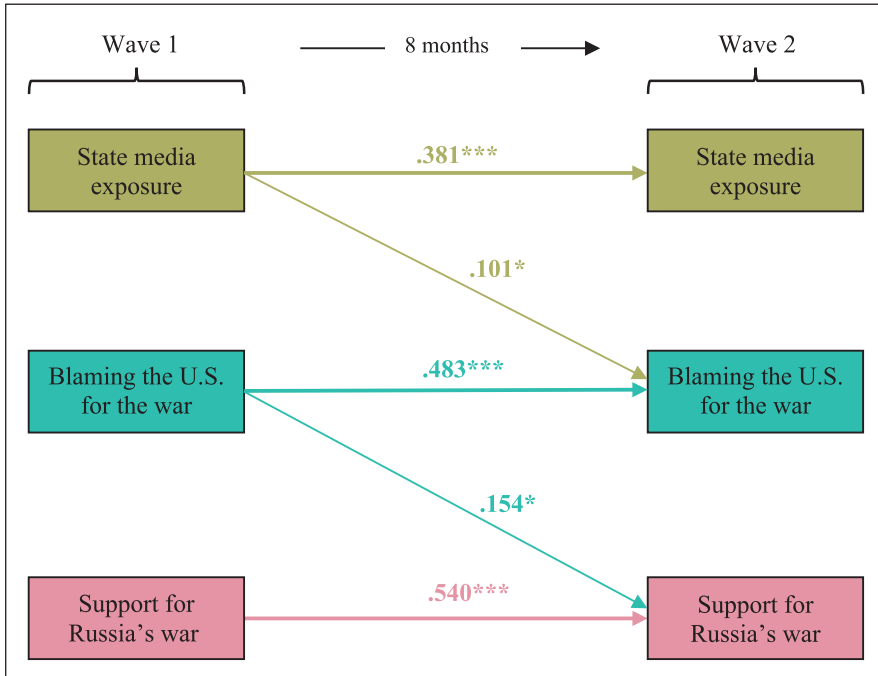 Wave 1
8 months
Wave 2
State media
exposure
.381***
State media
exposure
.101*
Blaming the U.S.
for the war
.483***
Blaming the U.S.
for the war
.154*
Support for
Russia’s war
.540***
Support for
Russia’s war